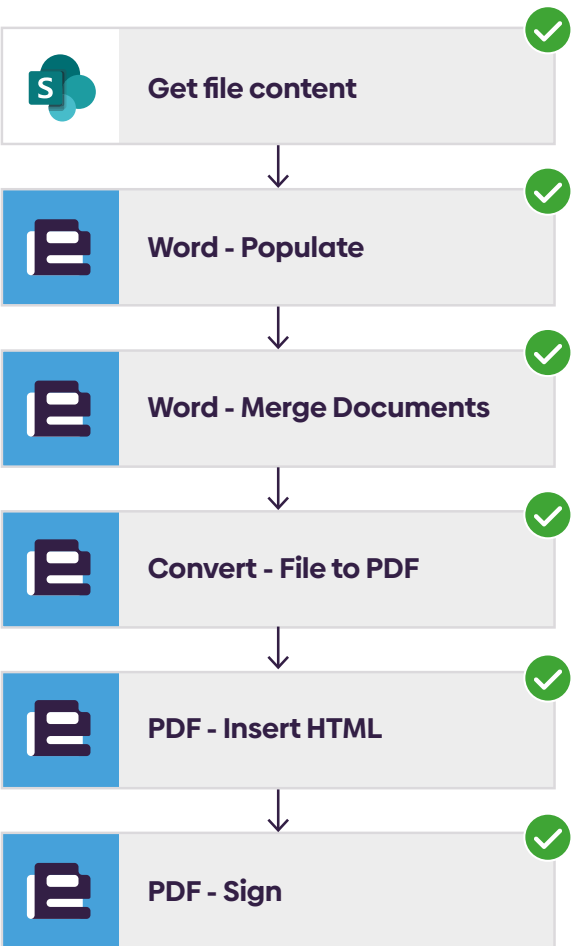 S
Get file content
Word - Populate
Word - Merge Documents
Convert - File to PDF
PDF - Insert HTML
PDF - Sign